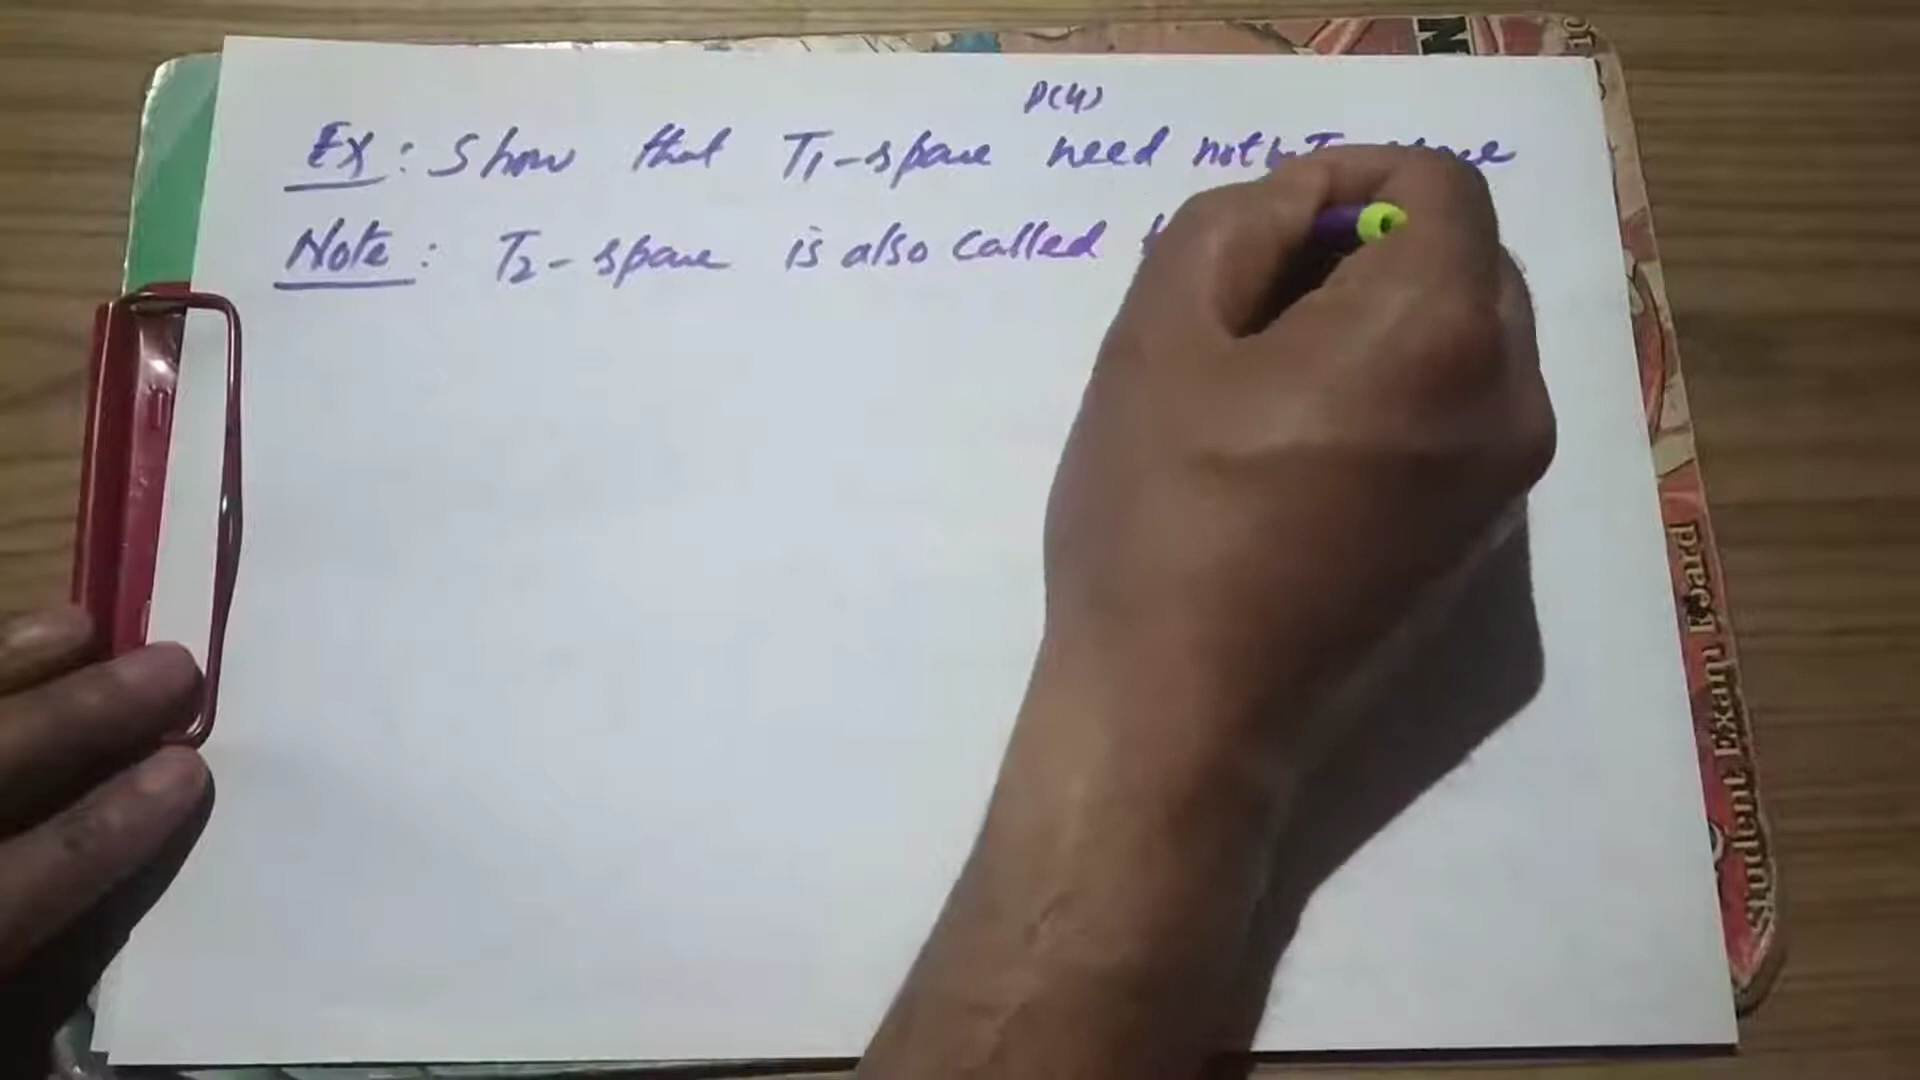 P(4)
Ex : Show that T1-space need not
Note : T2-space is also called
Student Exam Board